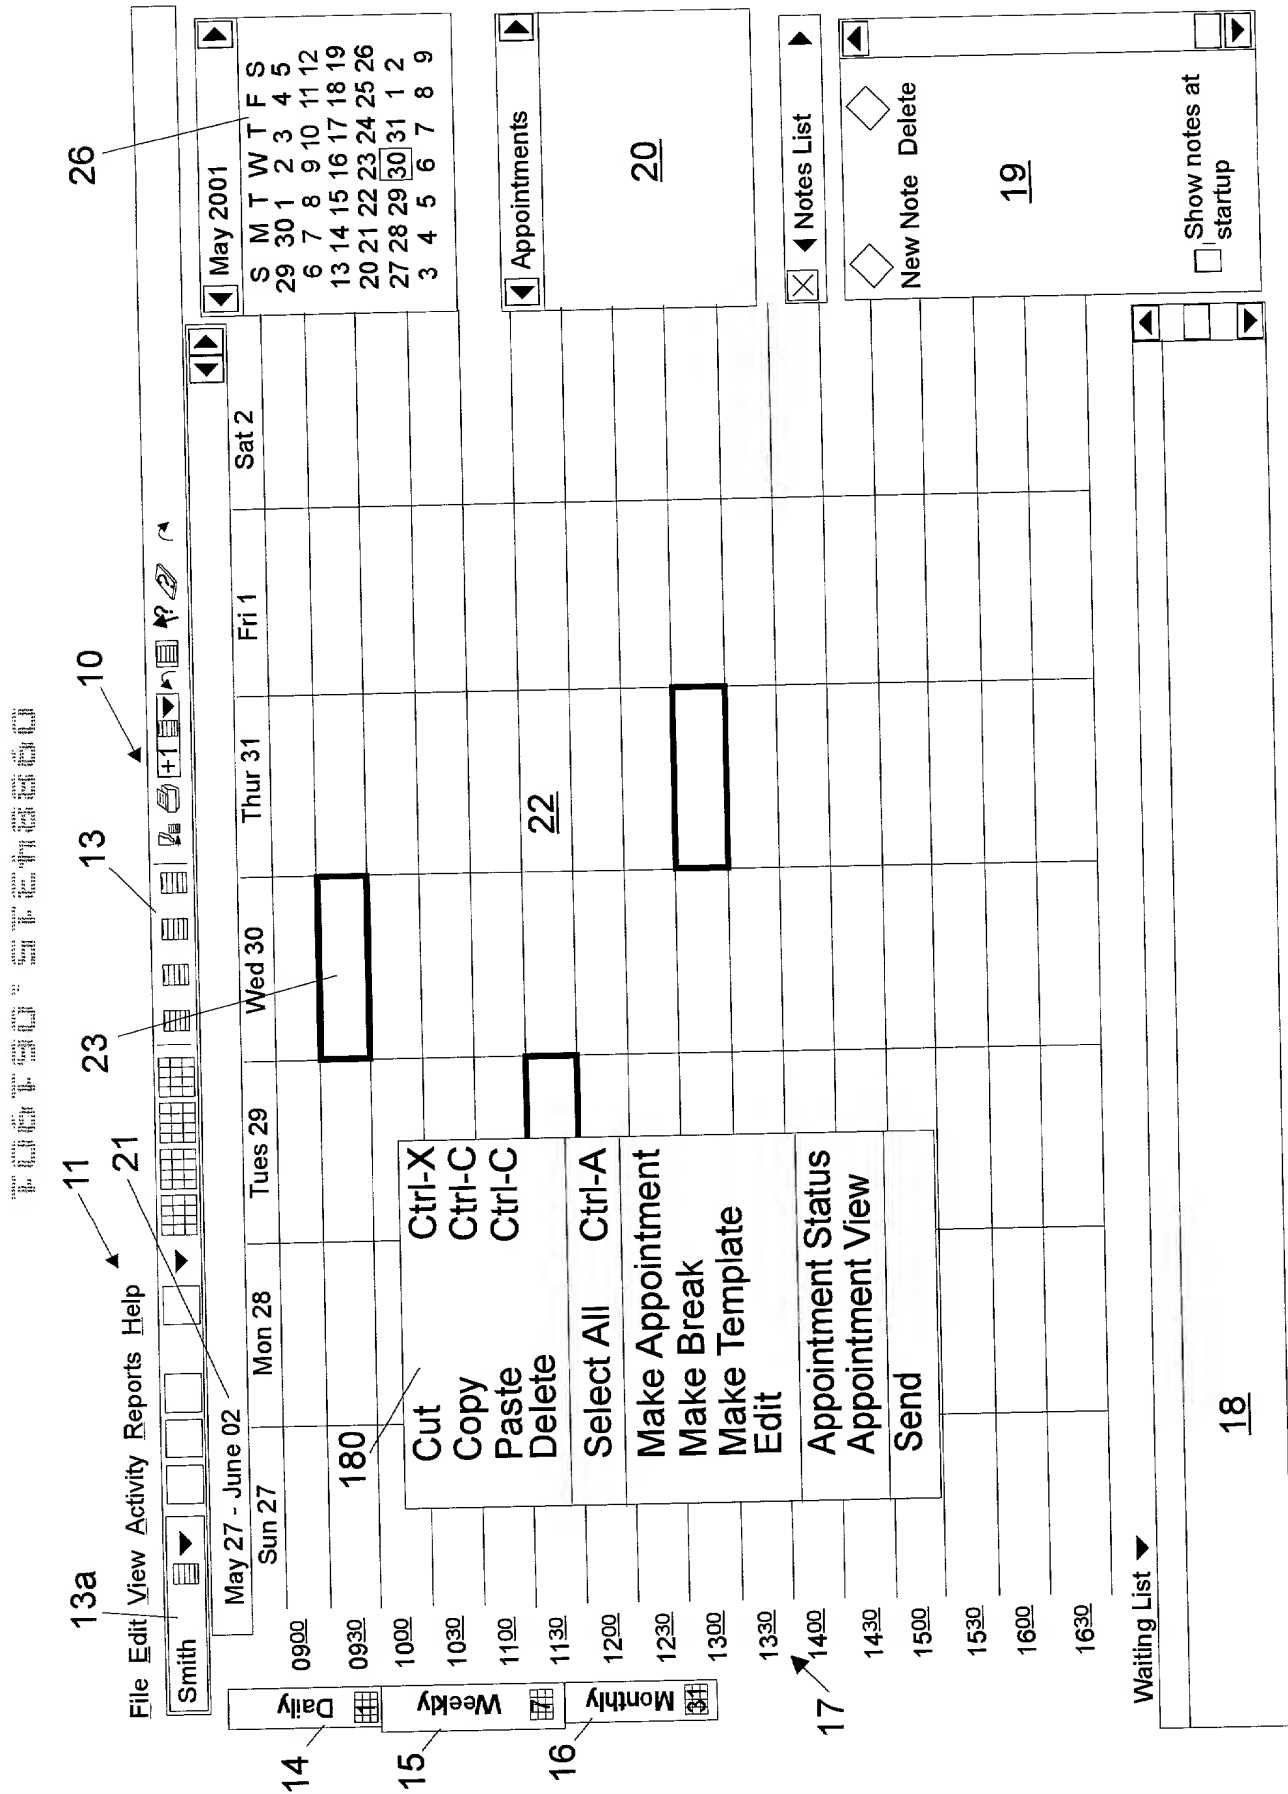 10
11
13
13a
21
23
26
File Edit View Activity Reports Help
Smith
+1
?
?
May 27 - June 02
Sun 27 Mon 28 Tues 29 Wed 30 Thur 31 Fri 1 Sat 2
0900
0930
1000
1030
1100
1130
1200
1230
1300
1330
1400
1430
1500
1530
1600
1630
14
Daily
1
15
Weekly
7
16
Monthly
31
17
180
Cut Ctrl-X
Copy Ctrl-C
Paste Ctrl-C
Delete
Select All Ctrl-A
Make Appointment
Make Break
Make Template
Edit
Appointment Status
Appointment View
Send
22
May 2001
S M T W T F S
29 30 1 2 3 4 5
6 7 8 9 10 11 12
13 14 15 16 17 18 19
20 21 22 23 24 25 26
27 28 29 30 31 1 2
3 4 5 6 7 8 9
Appointments
20
Notes List
New Note Delete
19
Show notes at
startup
Waiting List
18